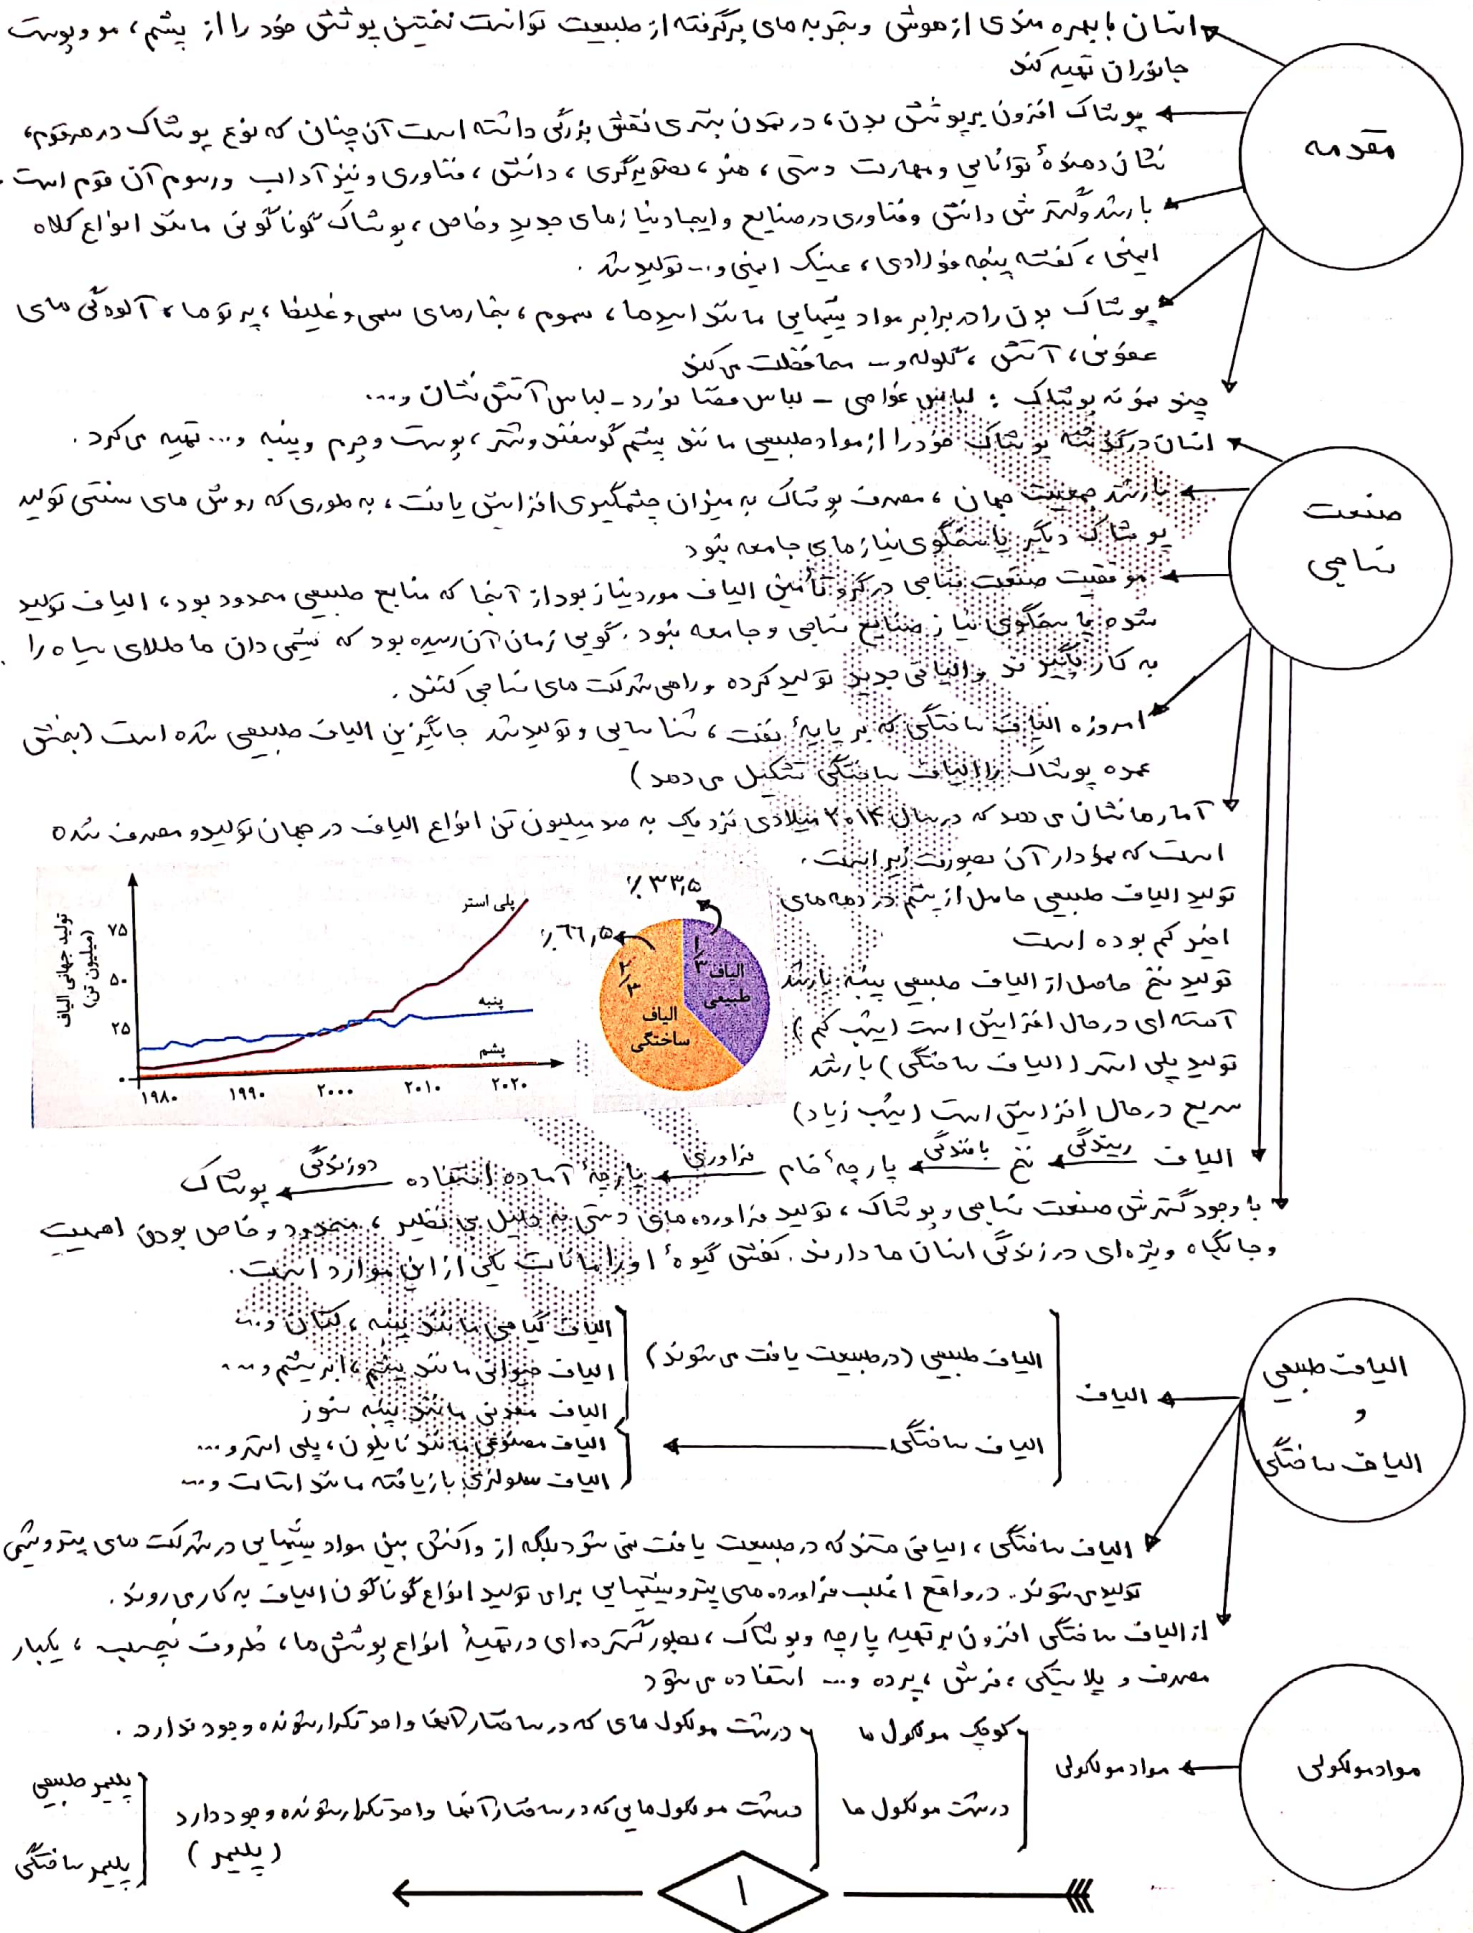 مقدمه
انسان با بهره مندی از هوش و تجربه های برگرفته از طبیعت توانست نخستین پوشش خود را از پشم، مو و پوست
جانوران تهیه کند
پوشاک افزون بر پوشش بدن، در تمدن بشری نقش بزرگی داشته است آن چنان که نوع پوشاک در هر قوم،
نشان دهندهٔ توانایی و مهارت دستی، هنر، تصویرگری، دانش، فناوری و نیز آداب و رسوم آن قوم است.
با رشد و گسترش دانش و فناوری در صنایع و ایجاد نیازهای جدید و خاص، پوشاک گوناگونی مانند انواع کلاه
ایمنی، کفش پنجه فولادی، عینک ایمنی و... تولید شد.
پوشاک بدن را در برابر مواد شیمیایی مانند اسیدها، سموم، بخارهای سمی و غلیظ، پرتوها، آلودگی های
عفونی، آتش، گلوله و... محافظت می کند
چند نمونه پوشاک: لباس غواصی - لباس فضانورد - لباس آتش نشان و...
صنعت
نساجی
انسان در گذشته پوشاک خود را از مواد طبیعی مانند پشم گوسفند و شتر، پوست و چرم و پنبه و... تهیه می کرد.
با رشد جمعیت جهان، مصرف پوشاک به میزان چشمگیری افزایش یافت، به طوری که روش های سنتی تولید
پوشاک دیگر پاسخگوی نیازهای جامعه نبود
موفقیت صنعت نساجی در گرو تأمین الیاف مورد نیاز بود از آنجا که منابع طبیعی محدود بود، الیاف تولید
شده پاسخگوی نیاز صنایع نساجی و جامعه نبود. گویی زمان آن رسیده بود که شیمی دان ها طلای سیاه را
به کار بگیرند و الیافی جدید تولید کرده و راهی شرکت های نساجی کنند.
امروزه الیاف ساختگی که بر پایهٔ نفت، شناسایی و تولید شد جایگزین الیاف طبیعی شده است (بخش
عمده پوشاک را الیاف ساختگی تشکیل می دهد)
آمارها نشان می دهد که در سال ۲۰۱۴ میلادی نزدیک به صد میلیون تن انواع الیاف در جهان تولید و مصرف شده
است که نمودار آن بصورت زیر است.
تولید الیاف طبیعی حاصل از پشم در دهه های
اخیر کم بوده است
تولید نخ حاصل از الیاف طبیعی پنبه با رشد
آهسته ای در حال افزایش است (شیب کم)
تولید پلی استر (الیاف ساختگی) با رشد
سریع در حال افزایش است (شیب زیاد)
٪۳۳٫۵
٪۶۶٫۵
۱/۳
الیاف
طبیعی
۲/۳
الیاف
ساختگی
تولید جهانی الیاف
(میلیون تن)
۷۵
۵۰
۲۵
۰
پلی استر
پنبه
پشم
۱۹۸۰ ۱۹۹۰ ۲۰۰۰ ۲۰۱۰ ۲۰۲۰
الیاف ریسندگی نخ بافندگی پارچهٔ خام فراوری پارچهٔ آماده استفاده دوزندگی پوشاک
با وجود گسترش صنعت نساجی و پوشاک، تولید فراورده های دستی به دلیل بی نظیر، محدود و خاص بودن اهمیت
و جایگاه ویژه ای در زندگی انسان ها دارند. کفش گیوهٔ اورامانات یکی از این موارد است.
الیاف طبیعی
و
الیاف ساختگی
الیاف
الیاف طبیعی (در طبیعت یافت می شوند)
الیاف گیاهی مانند پنبه، کتان و...
الیاف حیوانی مانند پشم، ابریشم و...
الیاف معدنی مانند پنبه نسوز
الیاف ساختگی
الیاف مصنوعی مانند نایلون، پلی استر و...
الیاف سلولزی بازیافته مانند استات و...
الیاف ساختگی، الیافی هستند که در طبیعت یافت نمی شود بلکه از واکنش بین مواد شیمیایی در شرکت های پتروشیمی
تولید می شوند. در واقع اغلب فراورده های پتروشیمیایی برای تولید انواع گوناگون الیاف به کار می روند.
از الیاف ساختگی افزون بر تهیه پارچه و پوشاک، بطور گسترده ای در تهیهٔ انواع پوشش ها، ظروف نچسب، یکبار
مصرف و پلاستیکی، فرش، پرده و... استفاده می شود
مواد مولکولی
مواد مولکولی
کوچک مولکول ها
درشت مولکول ها
درشت مولکول های که در ساختار آنها واحد تکرار شونده وجود ندارد.
درشت مولکول هایی که در ساختار آنها واحد تکرار شونده وجود دارد
(پلیمر)
پلیمر طبیعی
پلیمر ساختگی
۱